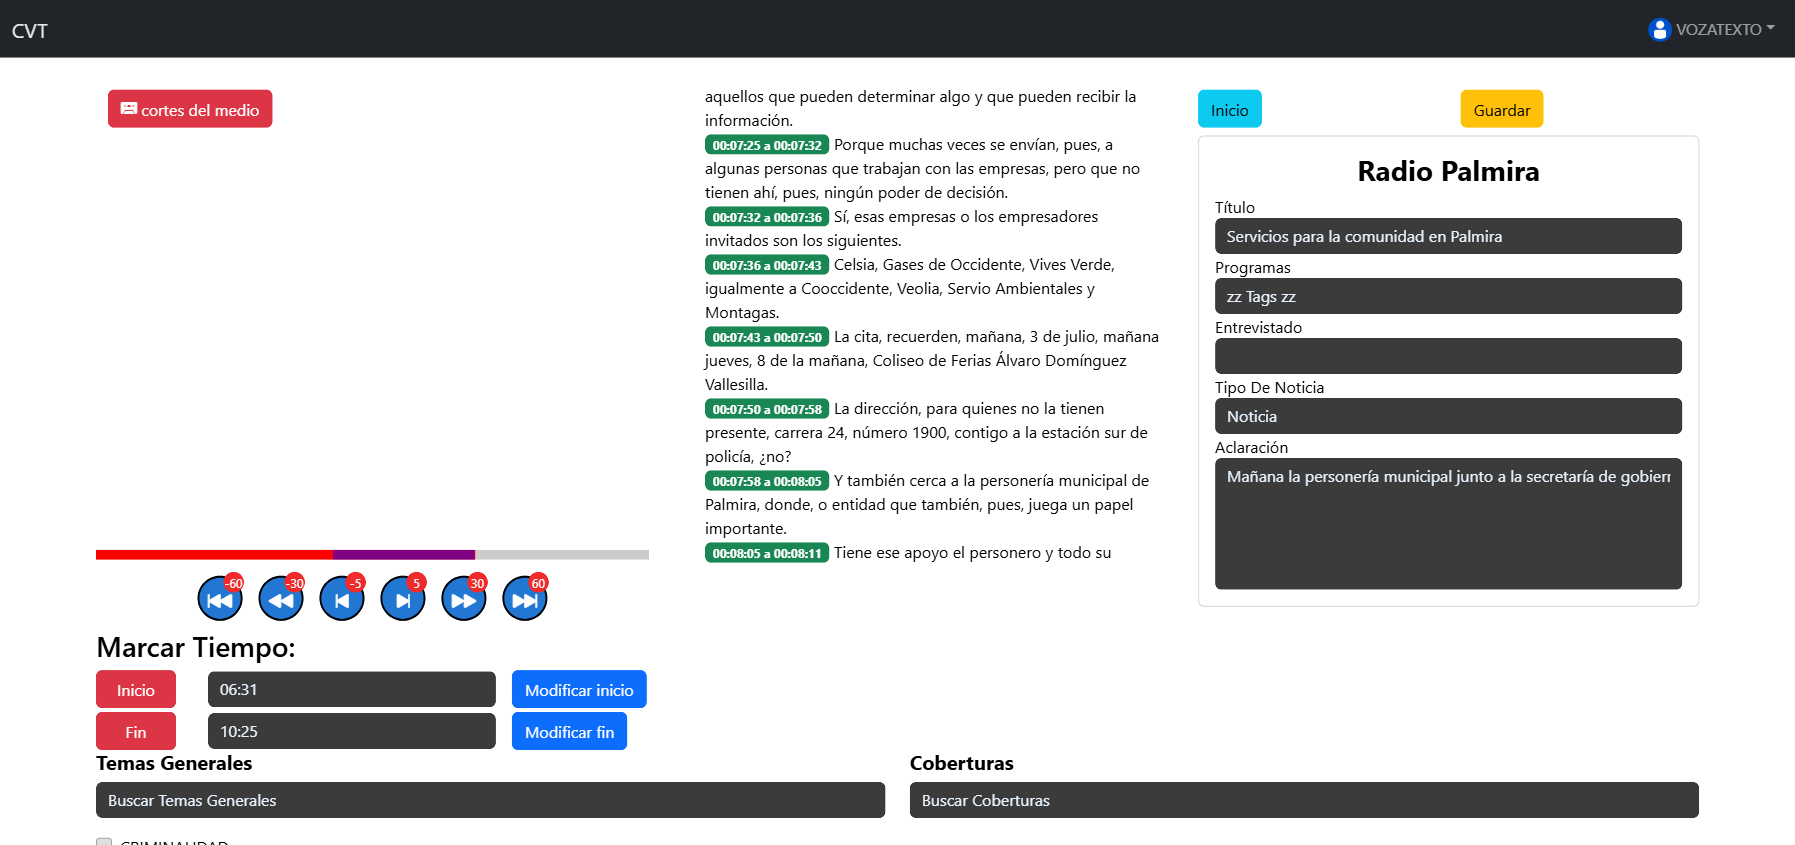 CVT
VOZATEXTO
cortes del medio
aquellos que pueden determinar algo y que pueden recibir la
información.
00:07:25 a 00:07:32 Porque muchas veces se envían, pues, a
algunas personas que trabajan con las empresas, pero que no
tienen ahí, pues, ningún poder de decisión.
00:07:32 a 00:07:36 Sí, esas empresas o los empresadores
invitados son los siguientes.
00:07:36 a 00:07:43 Celsia, Gases de Occidente, Vives Verde,
igualmente a Cooccidente, Veolia, Servio Ambientales y
Montagas.
00:07:43 a 00:07:50 La cita, recuerden, mañana, 3 de julio, mañana
jueves, 8 de la mañana, Coliseo de Ferias Álvaro Domínguez
Vallesilla.
00:07:50 a 00:07:58 La dirección, para quienes no la tienen
presente, carrera 24, número 1900, contigo a la estación sur de
policía, ¿no?
00:07:58 a 00:08:05 Y también cerca a la personería municipal de
Palmira, donde, o entidad que también, pues, juega un papel
importante.
00:08:05 a 00:08:11 Tiene ese apoyo el personero y todo su
Inicio
Guardar
Radio Palmira
Título
Servicios para la comunidad en Palmira
Programas
zz Tags zz
Entrevistado
Tipo De Noticia
Noticia
Aclaración
Mañana la personería municipal junto a la secretaría de gobier
-60 -30 -5 5 30 60
Marcar Tiempo:
Inicio 06:31 Modificar inicio
Fin 10:25 Modificar fin
Temas Generales
Buscar Temas Generales
Coberturas
Buscar Coberturas
CRIMINALIDAD